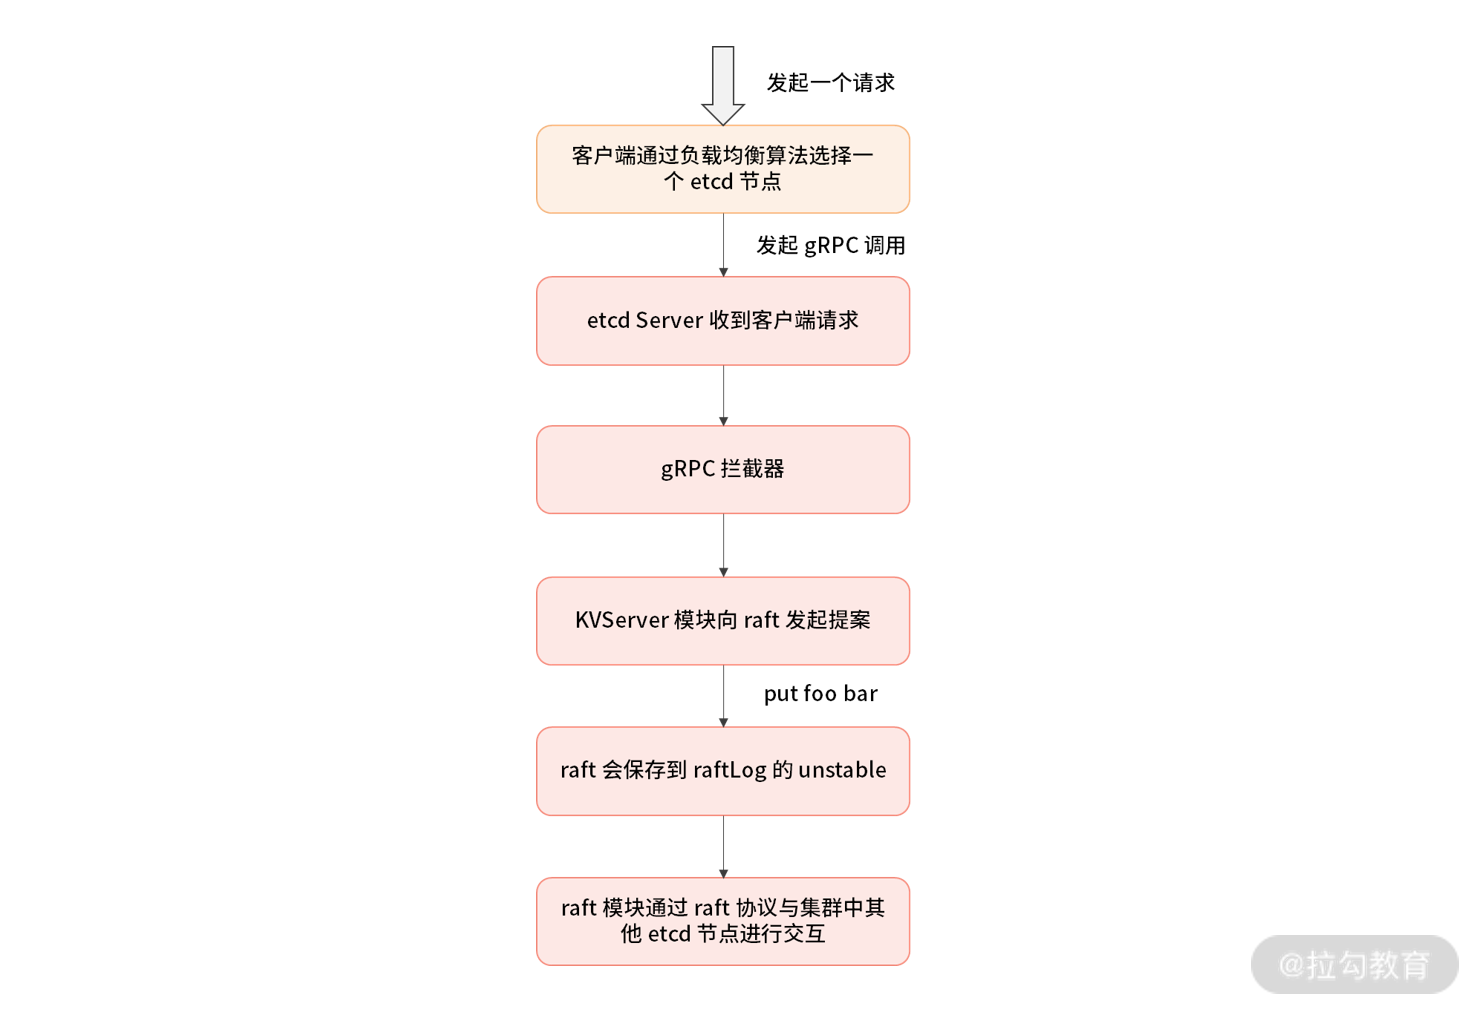 发起一个请求
客户端通过负载均衡算法选择一
个 etcd 节点
发起 gRPC 调用
etcd Server 收到客户端请求
gRPC 拦截器
KVServer 模块向 raft 发起提案
put foo bar
raft 会保存到 raftLog 的 unstable
raft 模块通过 raft 协议与集群中其
他 etcd 节点进行交互
@拉勾教育